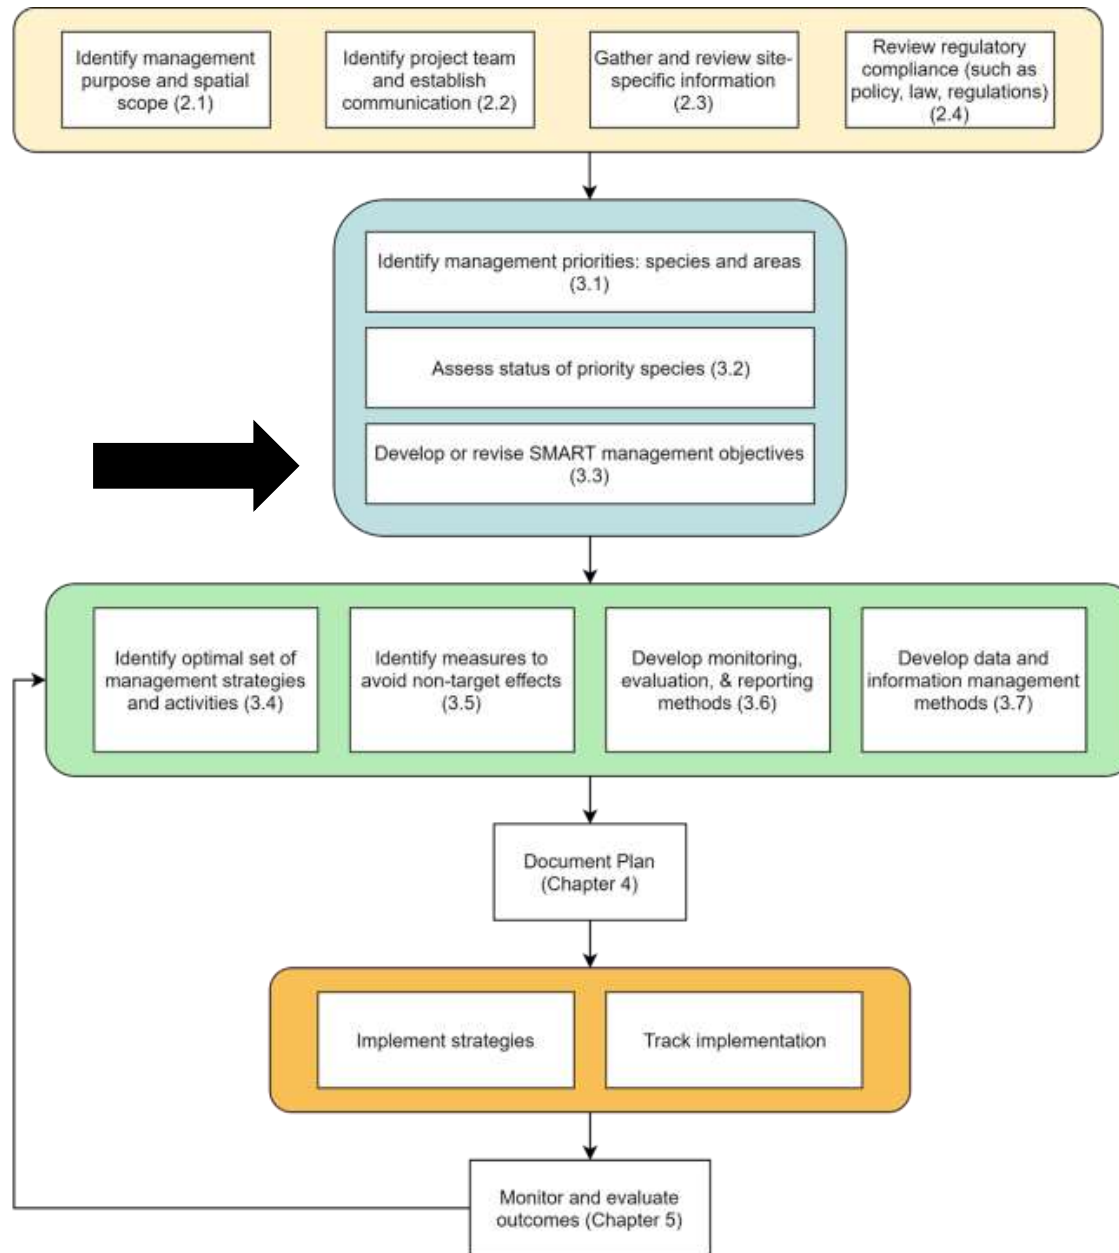 Identify management
purpose and spatial
scope (2.1)
Identify project team
and establish
communication (2.2)
Gather and review site-
specific information
(2.3)
Review regulatory
compliance (such as
policy, law, regulations)
(2.4)
Identify management priorities: species and areas
(3.1)
Assess status of priority species (3.2)
Develop or revise SMART management objectives
(3.3)
Identify optimal set of
management strategies
and activities (3.4)
Identify measures to
avoid non-target effects
(3.5)
Develop monitoring,
evaluation, & reporting
methods (3.6)
Develop data and
information management
methods (3.7)
Document Plan
(Chapter 4)
Implement strategies
Track implementation
Monitor and evaluate
outcomes (Chapter 5)